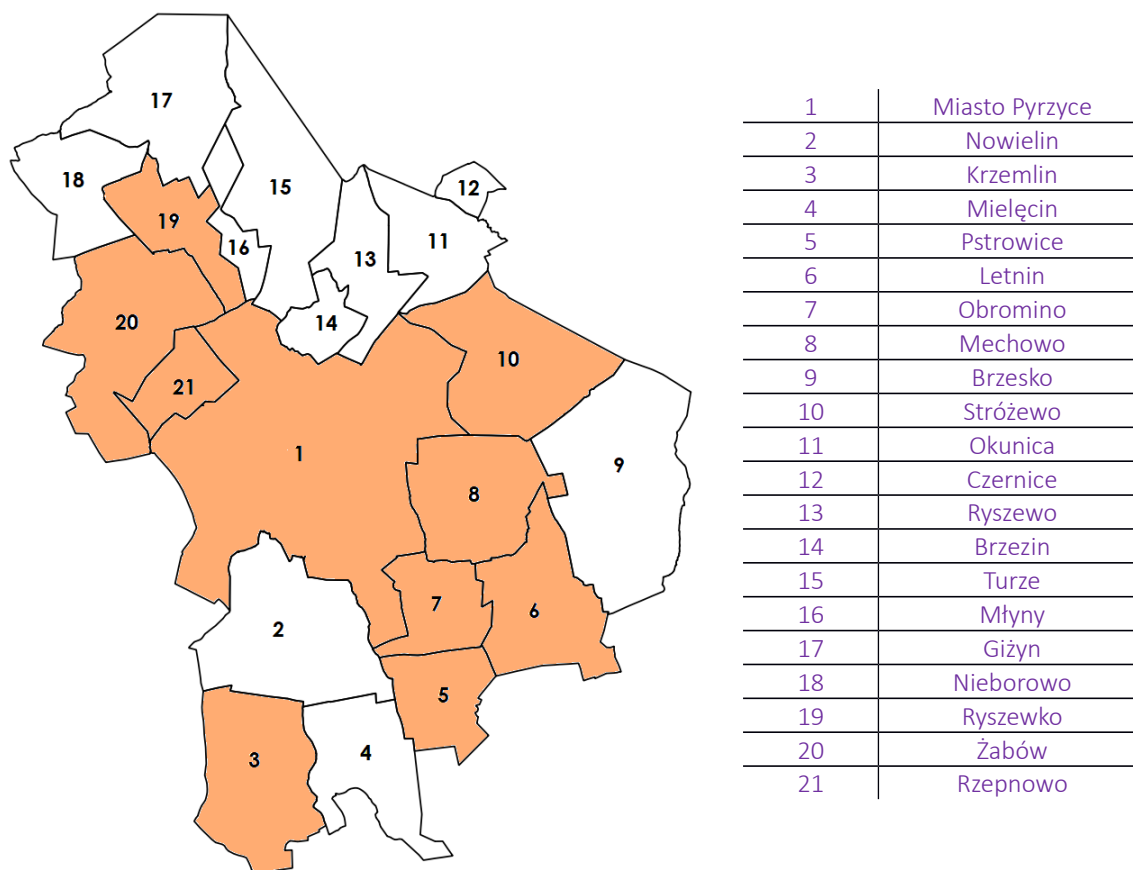 17
18
15
12
19
16
11
13
20
14
10
21
1
9
8
7
6
2
5
3
4
1 Miasto Pyrzyce
2 Nowielin
3 Krzemlin
4 Mielęcin
5 Pstrowice
6 Letnin
7 Obromino
8 Mechowo
9 Brzesko
10 Stróżewo
11 Okunica
12 Czernice
13 Ryszewo
14 Brzezin
15 Turze
16 Młyny
17 Giżyn
18 Nieborowo
19 Ryszewko
20 Żabów
21 Rzepnowo